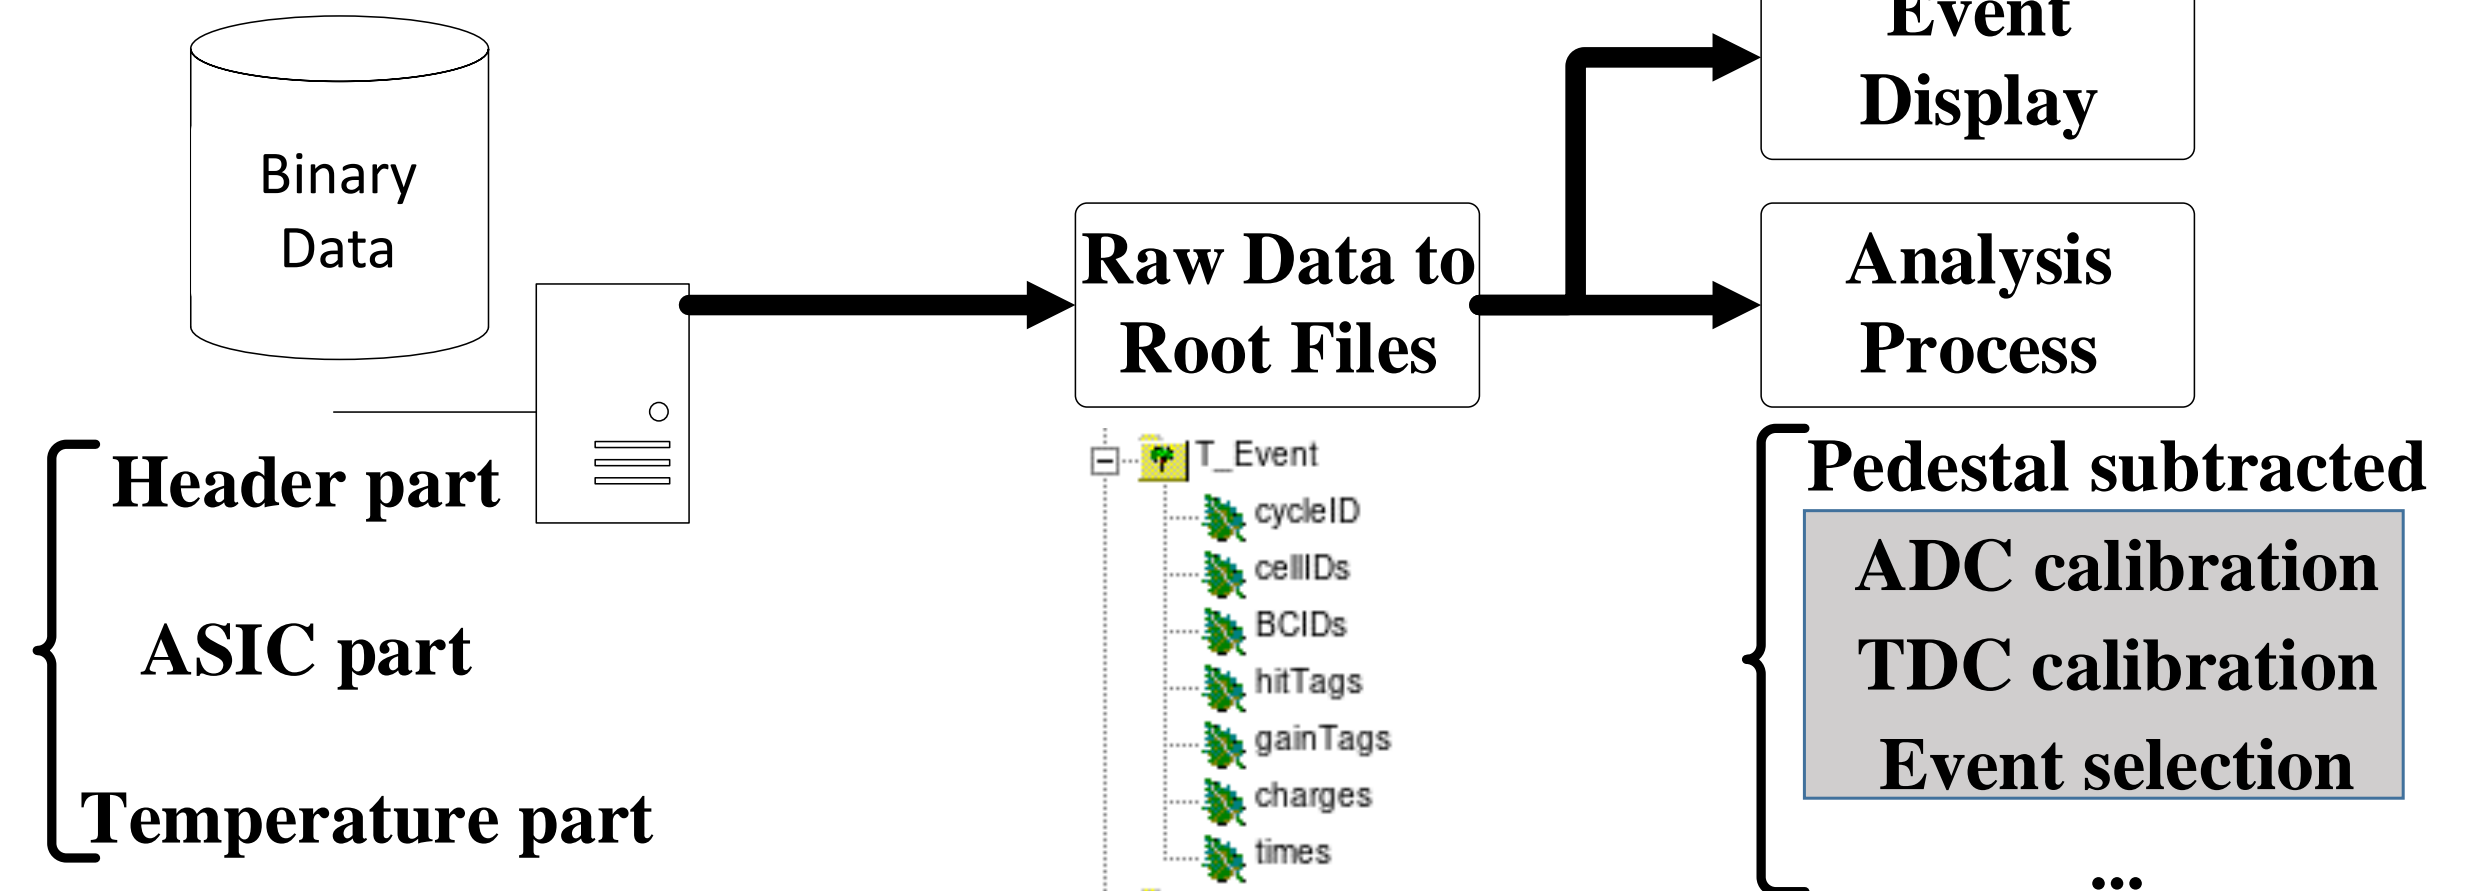 Binary
Data
Header part
ASIC part
Temperature part
Raw Data to
Root Files
T_Event
cycleID
cellIDs
BCIDs
hitTags
gainTags
charges
times
Event
Display
Analysis
Process
Pedestal subtracted
ADC calibration
TDC calibration
Event selection
...